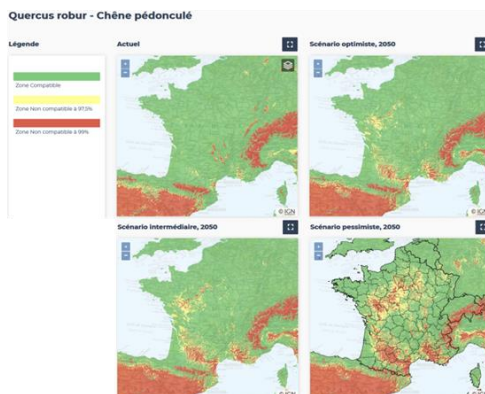 Quercus robur - Chêne pédonculé
Légende
Zone Compatible
Zone Non compatible à 97,5%
Zone Non compatible à 99%
Actuel
© IGN
Scénario optimiste, 2050
© IGN
Scénario intermédiaire, 2050
© IGN
Scénario pessimiste, 2050
© IGN